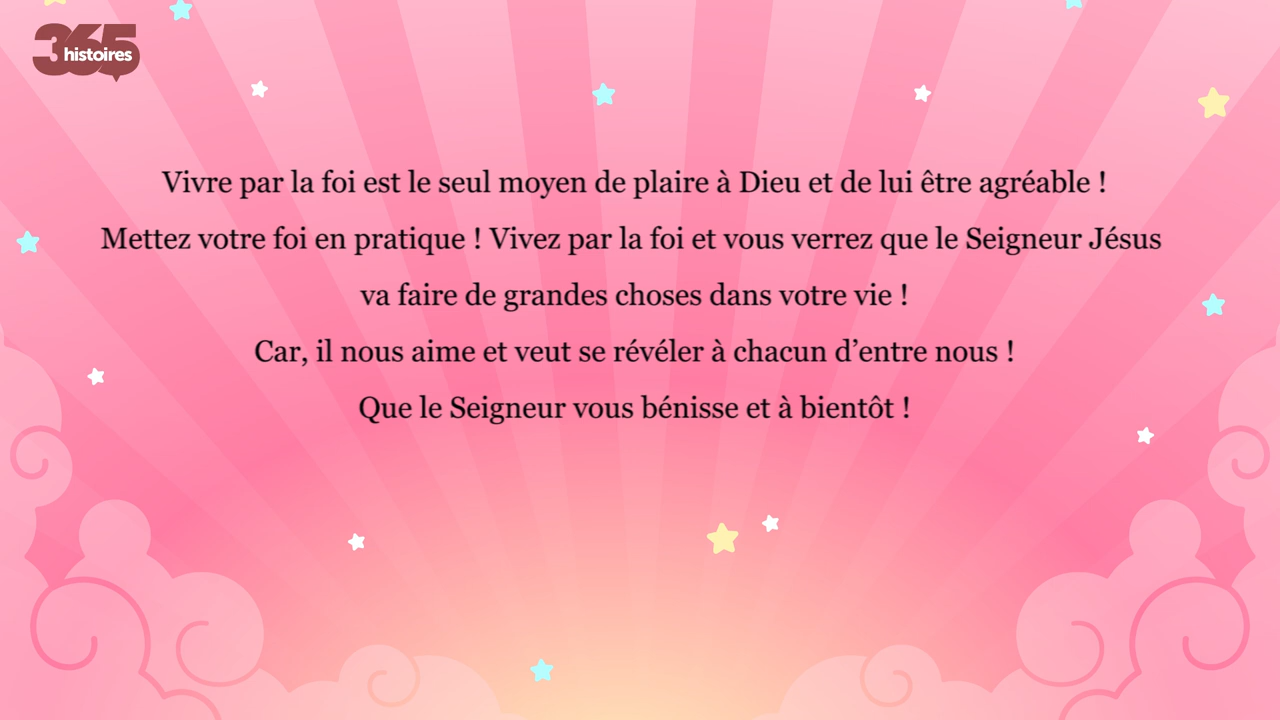 365
histoires
Vivre par la foi est le seul moyen de plaire à Dieu et de lui être agréable !
Mettez votre foi en pratique ! Vivez par la foi et vous verrez que le Seigneur Jésus
va faire de grandes choses dans votre vie !
Car, il nous aime et veut se révéler à chacun d’entre nous !
Que le Seigneur vous bénisse et à bientôt !